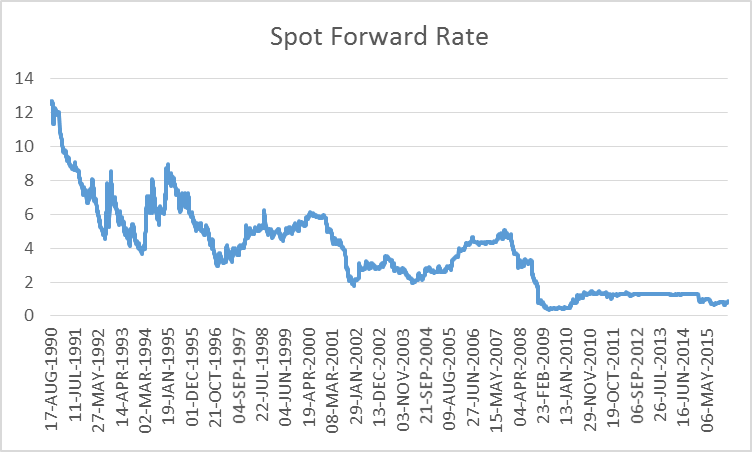 Spot Forward Rate
14
12
10
8
6
4
2
0
17-AUG-1990
11-JUL-1991
27-MAY-1992
14-APR-1993
02-MAR-1994
19-JAN-1995
01-DEC-1995
21-OCT-1996
04-SEP-1997
22-JUL-1998
04-JUN-1999
19-APR-2000
08-MAR-2001
29-JAN-2002
13-DEC-2002
03-NOV-2003
21-SEP-2004
09-AUG-2005
27-JUN-2006
15-MAY-2007
04-APR-2008
23-FEB-2009
13-JAN-2010
29-NOV-2010
19-OCT-2011
06-SEP-2012
26-JUL-2013
16-JUN-2014
06-MAY-2015